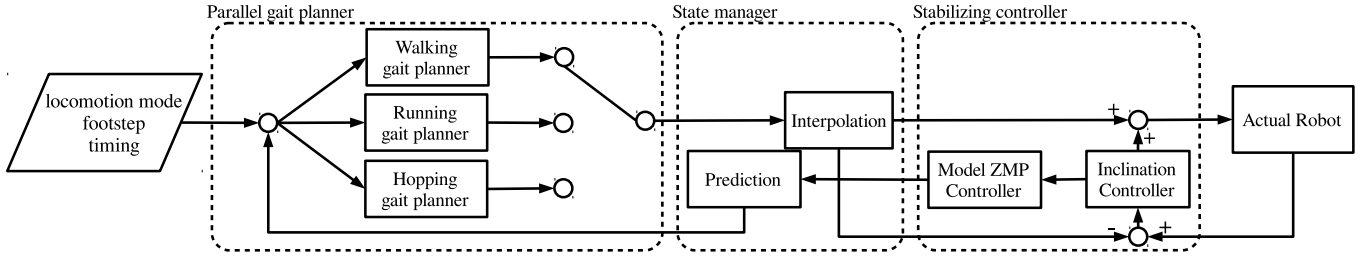 Parallel gait planner
State manager
Stabilizing controller
locomotion mode
footstep
timing
Walking
gait planner
Running
gait planner
Hopping
gait planner
Interpolation
Prediction
Model ZMP
Controller
Inclination
Controller
Actual Robot
+
+
-
+